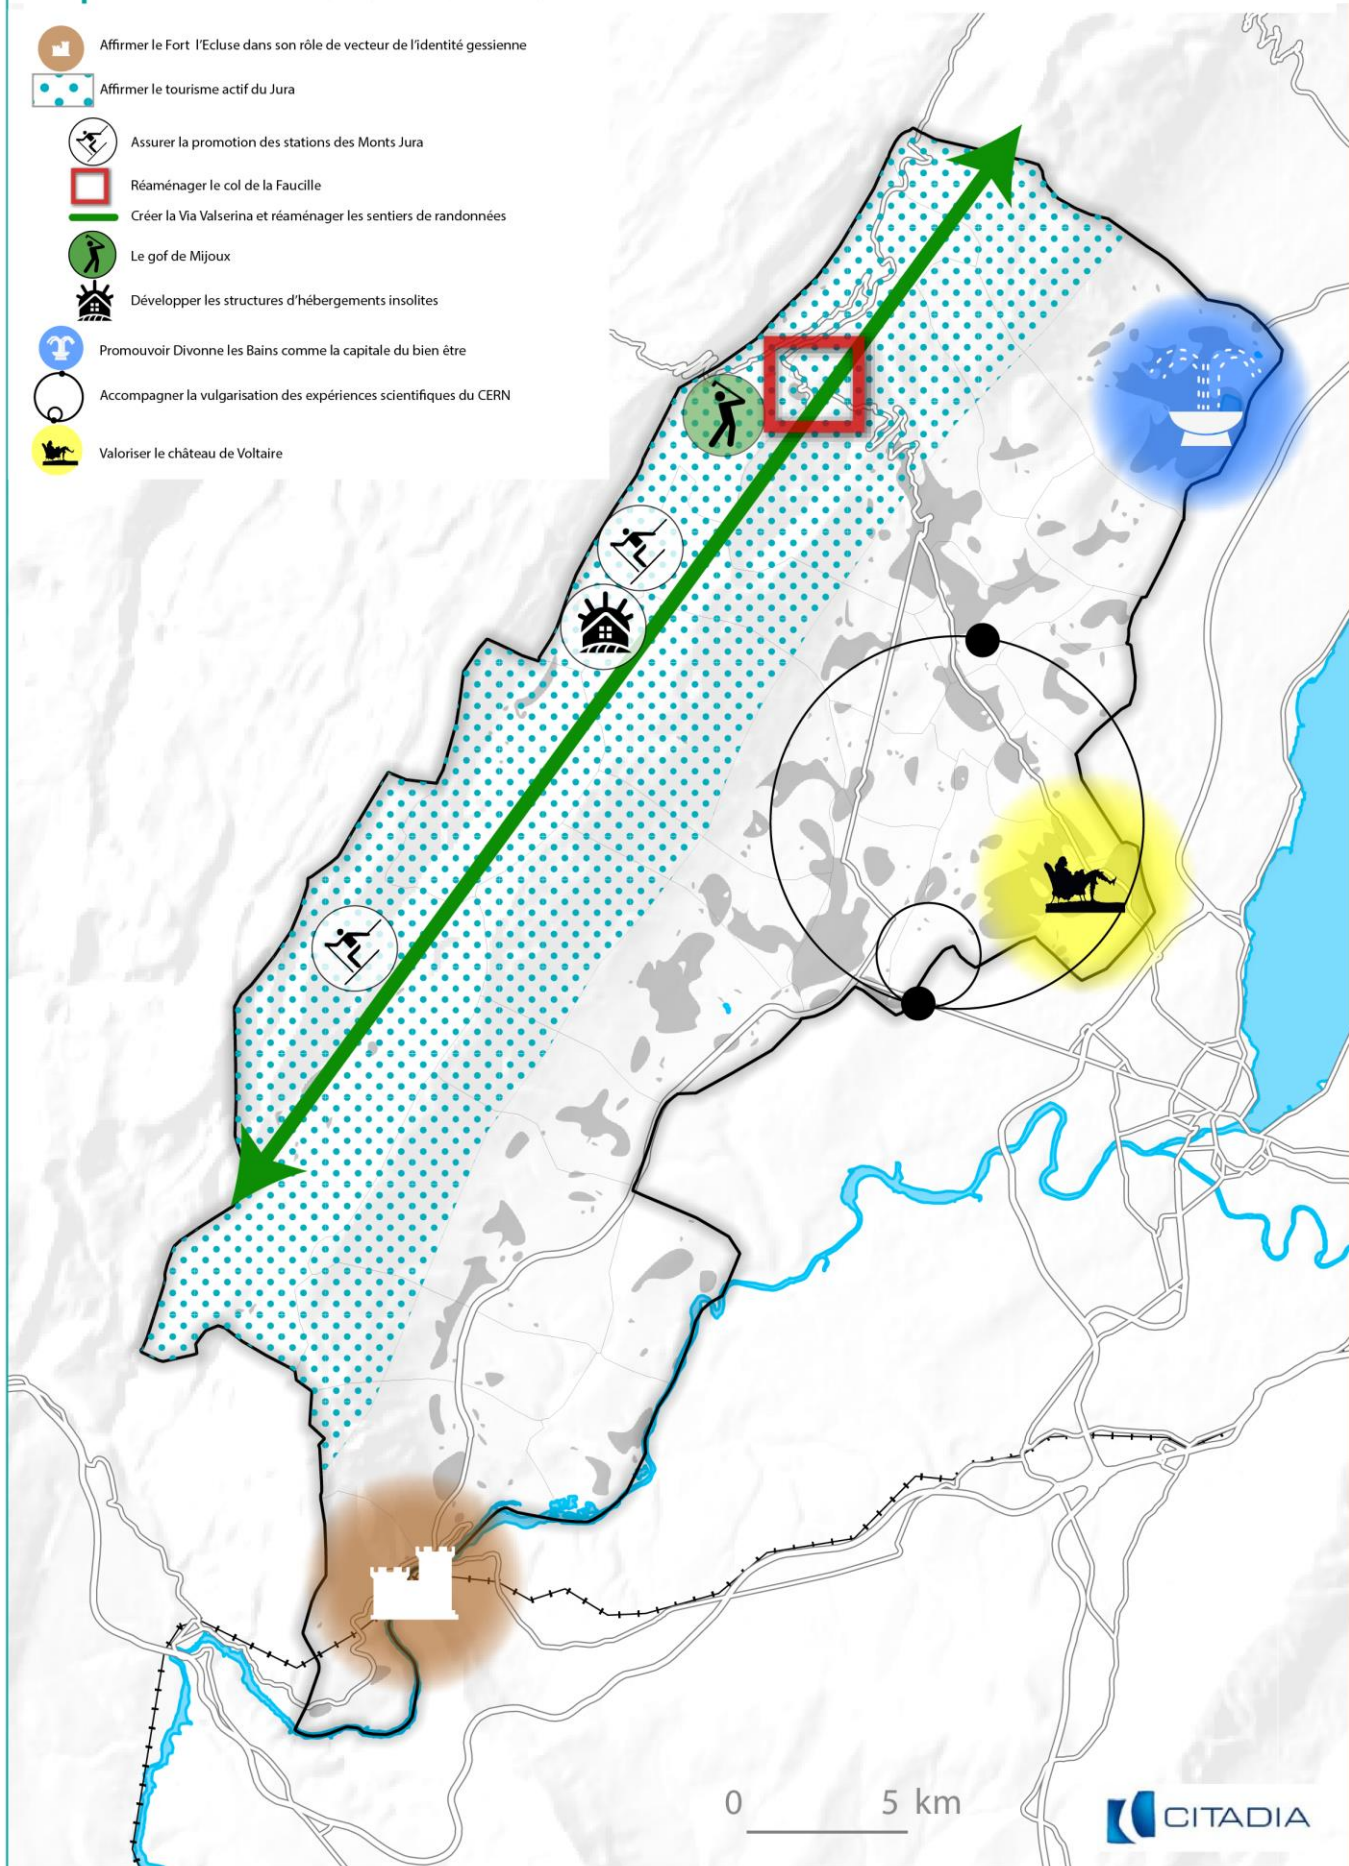 Affirmer le Fort l'Ecluse dans son rôle de vecteur de l'identité gessienne
Affirmer le tourisme actif du Jura
Assurer la promotion des stations des Monts Jura
Réaménager le col de la Faucille
Créer la Via Valserina et réaménager les sentiers de randonnées
Le gof de Mijoux
Développer les structures d'hébergements insolites
Promouvoir Divonne les Bains comme la capitale du bien être
Accompagner la vulgarisation des expériences scientifiques du CERN
Valoriser le château de Voltaire
0 5 km
CITADIA